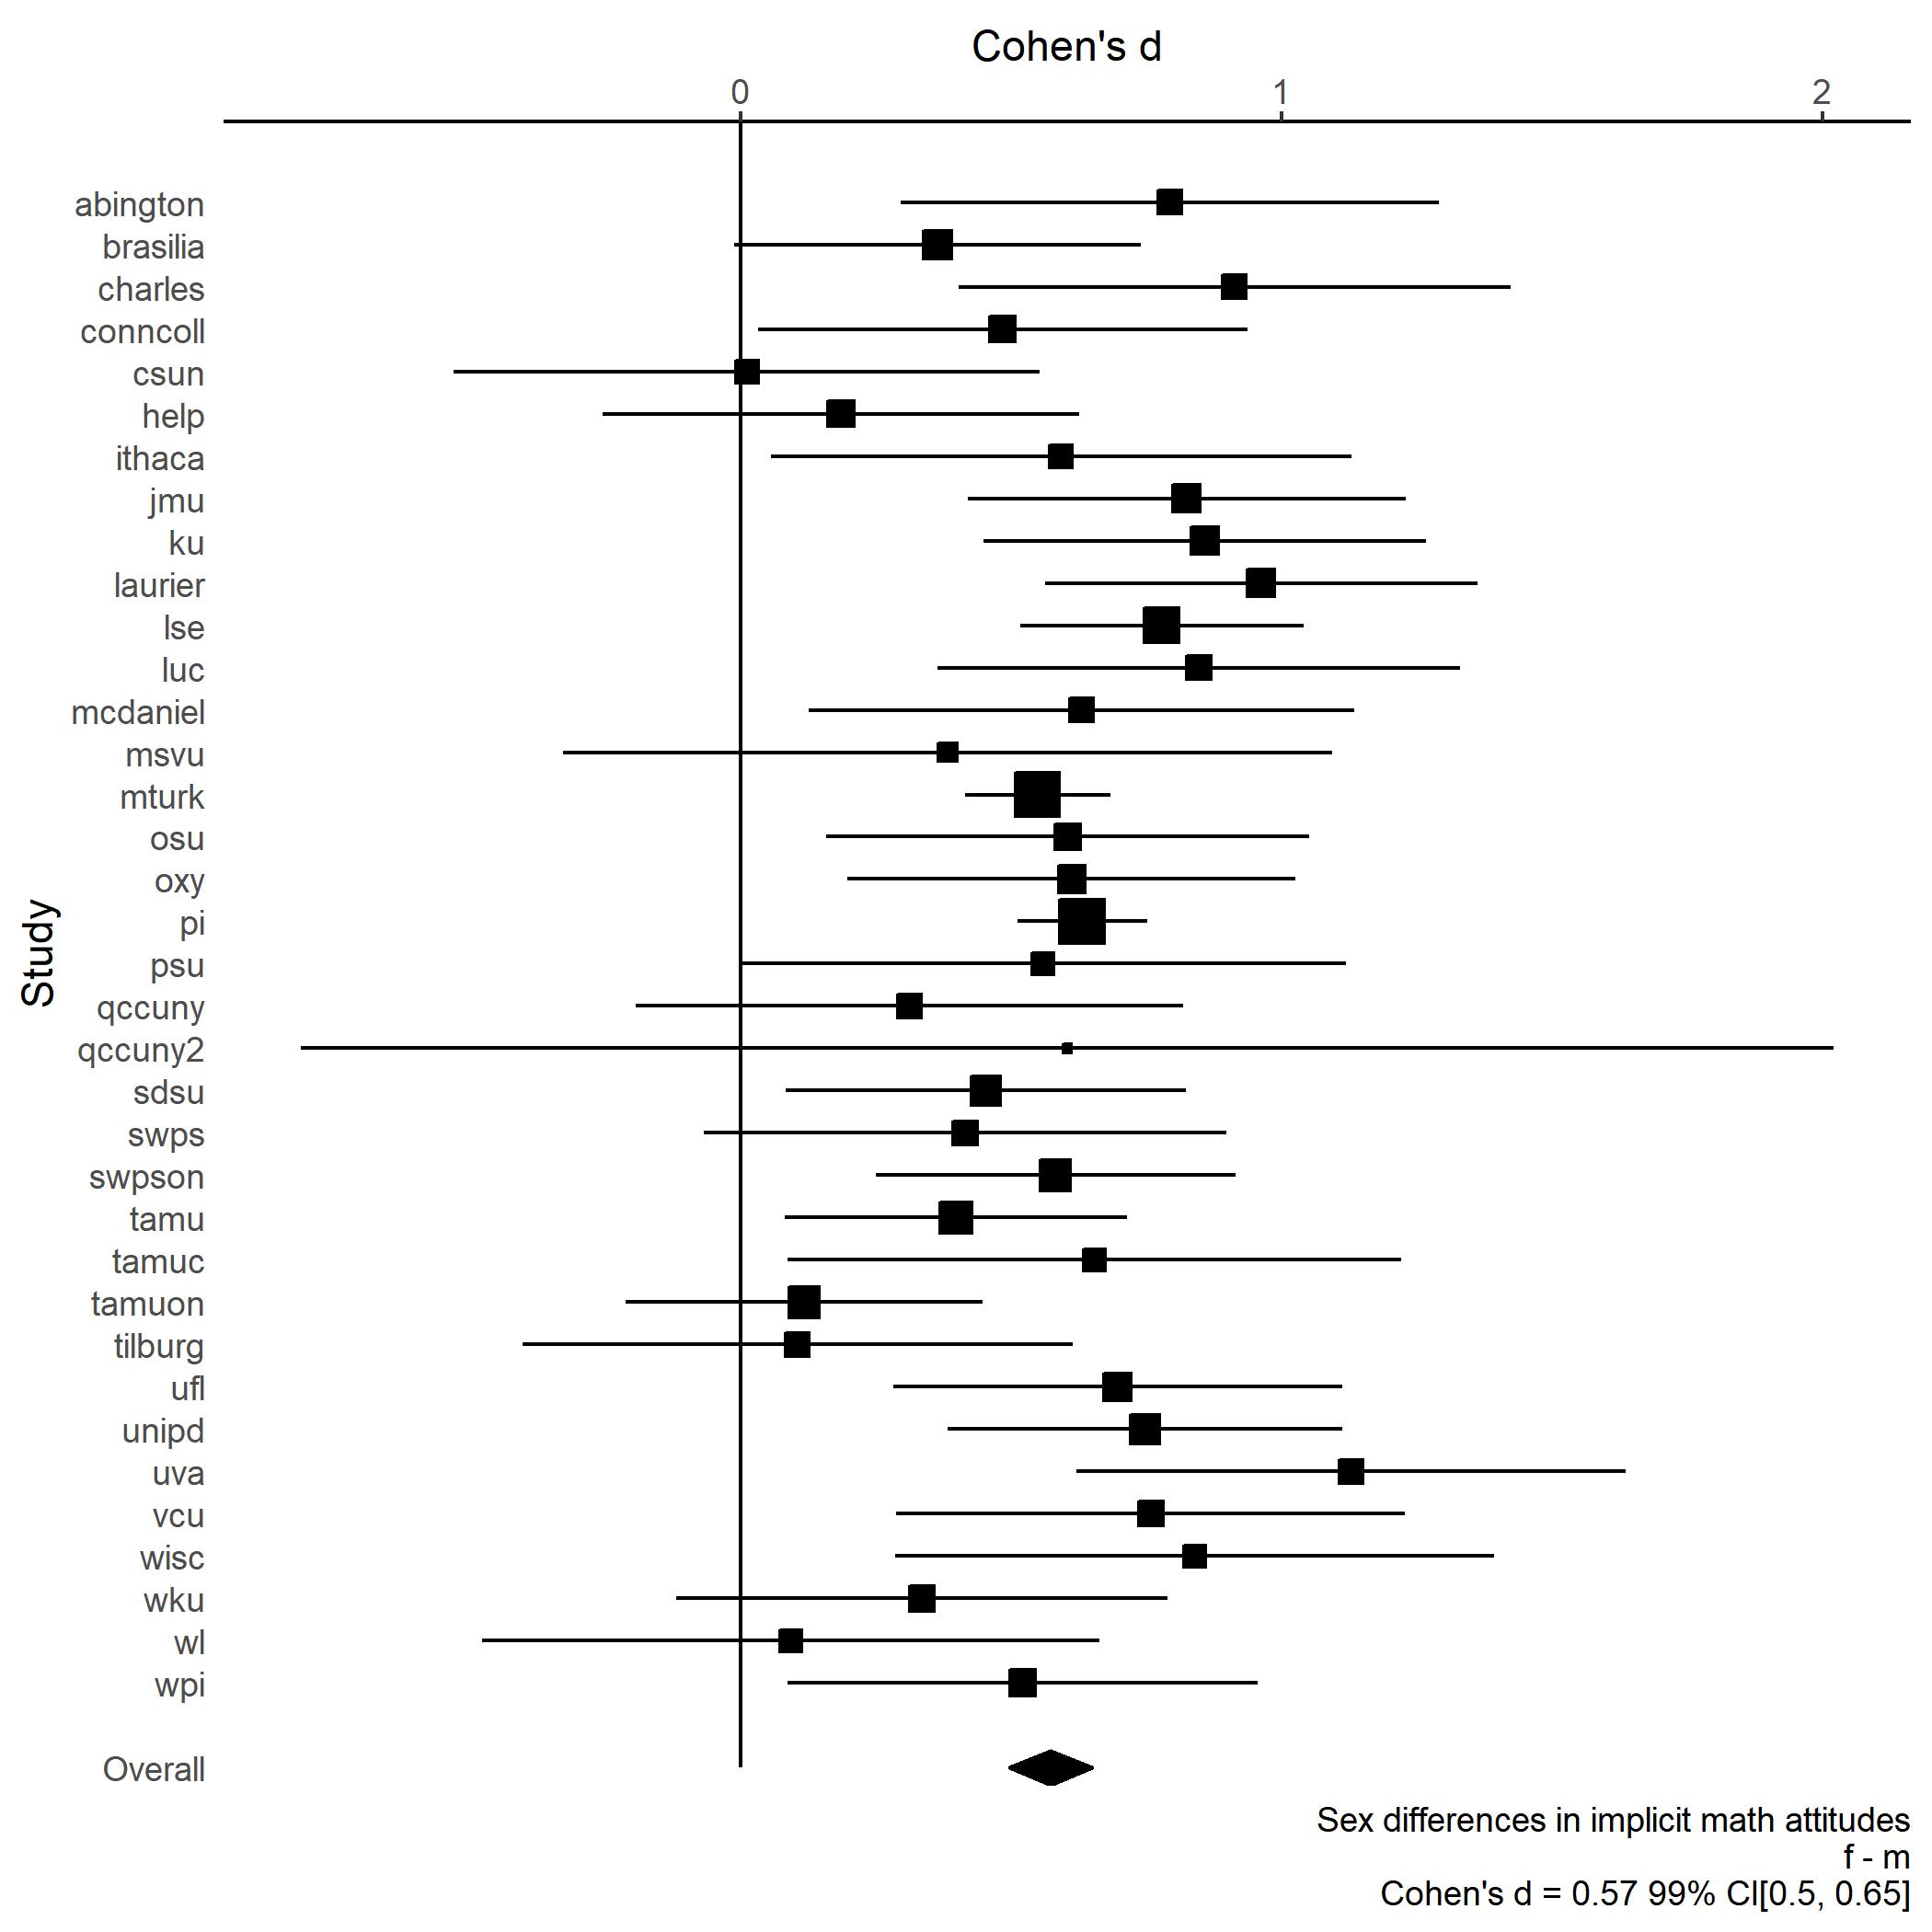 Cohen's d
0 1 2
abington
brasilia
charles
conncoll
csun
help
ithaca
jmu
ku
laurier
lse
luc
mcdaniel
msvu
mturk
osu
oxy
pi
psu
qccuny
qccuny2
sdsu
swps
swpson
tamu
tamuc
tamuon
tilburg
ufl
unipd
uva
vcu
wisc
wku
wl
wpi
Overall
Study
Sex differences in implicit math attitudes
f - m
Cohen's d = 0.57 99% CI[0.5, 0.65]